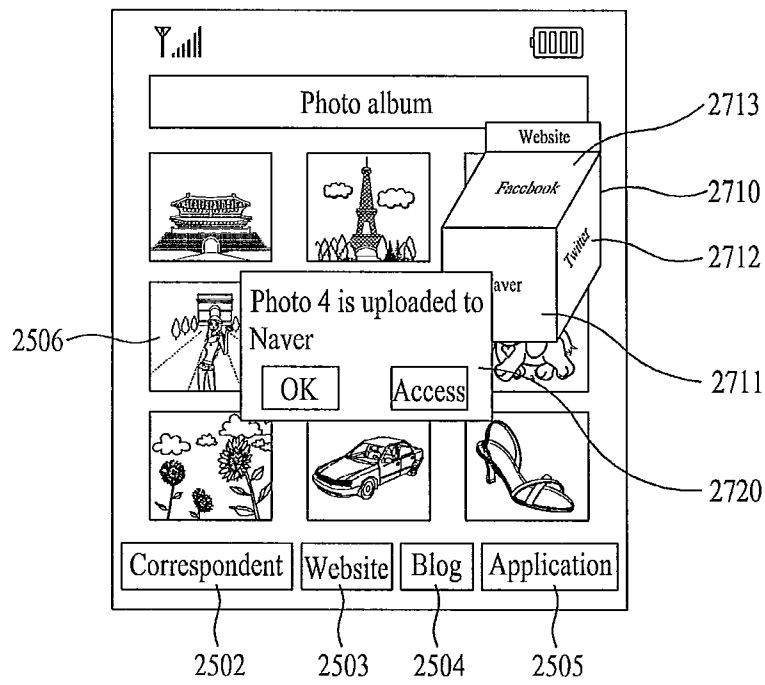 Photo album
2713
Website
Faccbook
2710
Twitter
2712
aver
Photo 4 is uploaded to
Naver
2506
OK
Access
2711
2720
Correspondent
Website
Blog
Application
2502
2503
2504
2505